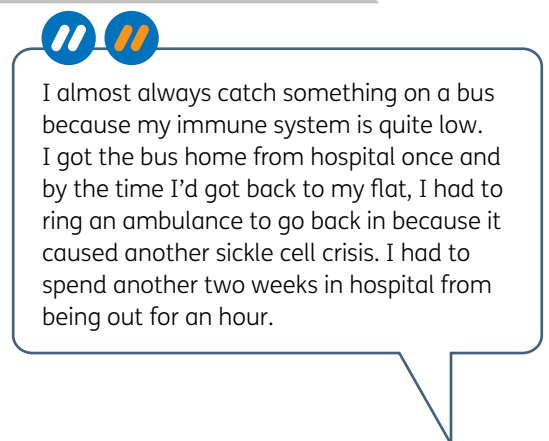 I almost always catch something on a bus
because my immune system is quite low.
I got the bus home from hospital once and
by the time I’d got back to my flat, I had to
ring an ambulance to go back in because it
caused another sickle cell crisis. I had to
spend another two weeks in hospital from
being out for an hour.